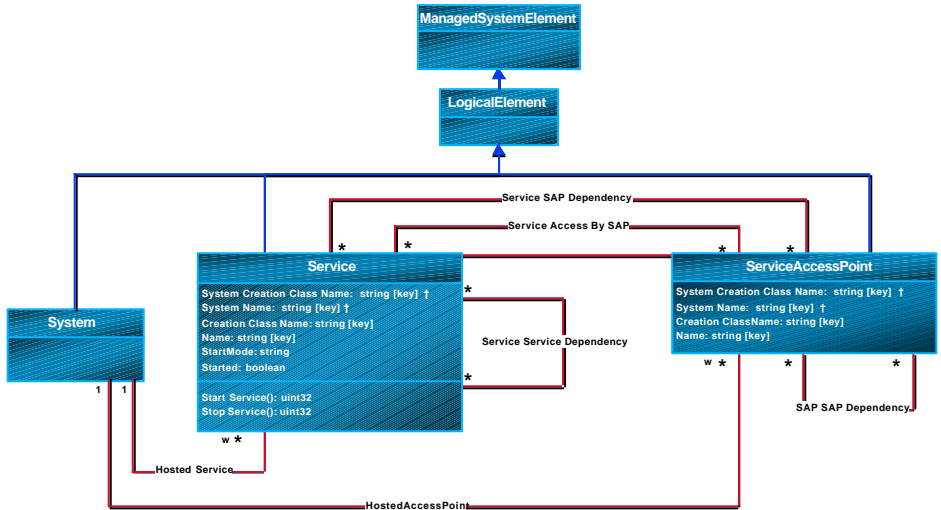 ManagedSystemElement
LogicalElement
Service SAP Dependency
Service Access By SAP
*
*
*
*
Service
System Creation Class Name: string [key] †
System Name: string [key] †
Creation Class Name: string [key]
Name: string [key]
StartMode: string
Started: boolean
Start Service(): uint32
Stop Service(): uint32
ServiceAccessPoint
System Creation Class Name: string [key] †
System Name: string [key] †
Creation ClassName: string [key]
Name: string [key]
System
*
Service Service Dependency
*
w *
*
*
SAP SAP Dependency
1
1
w *
Hosted Service
HostedAccessPoint